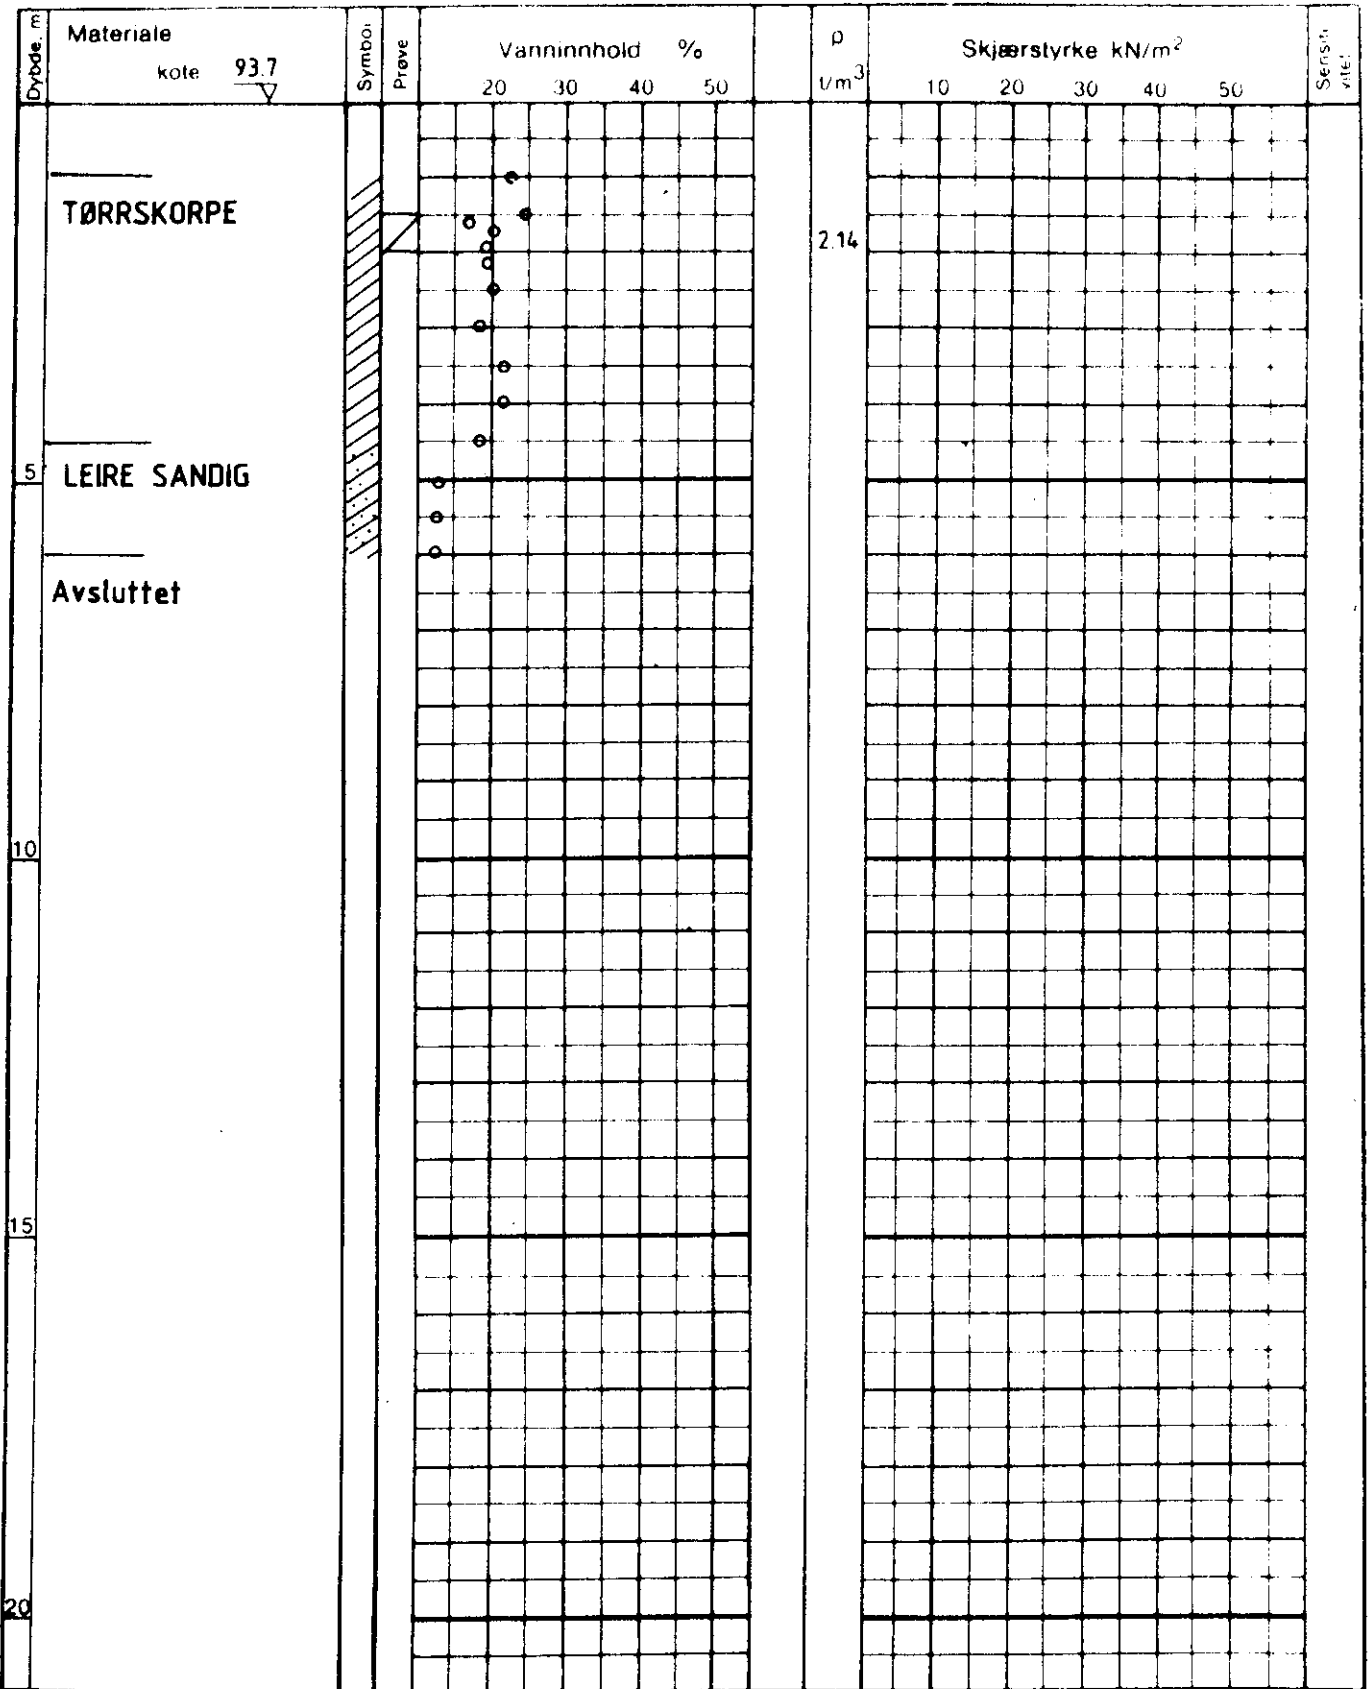 Dybde, m
Materiale
kote 93.7
Symbol
Prøve
Vanninnhold %
20 30 40 50
ρ
t/m³
Skjærstyrke kN/m²
10 20 30 40 50
Sensitivitet
TØRRSKORPE
2.14
5
LEIRE SANDIG
Avsluttet
10
15
20